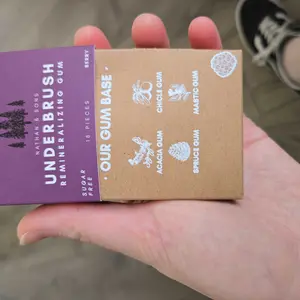 NATHAN & SONS
UNDERBRUSH
REMINERALIZING GUM
18 PIECES
BERRY
SUGAR
FREE
• OUR GUM BASE •
CHICLE GUM
MASTIC GUM
ACACIA GUM
SPRUCE GUM